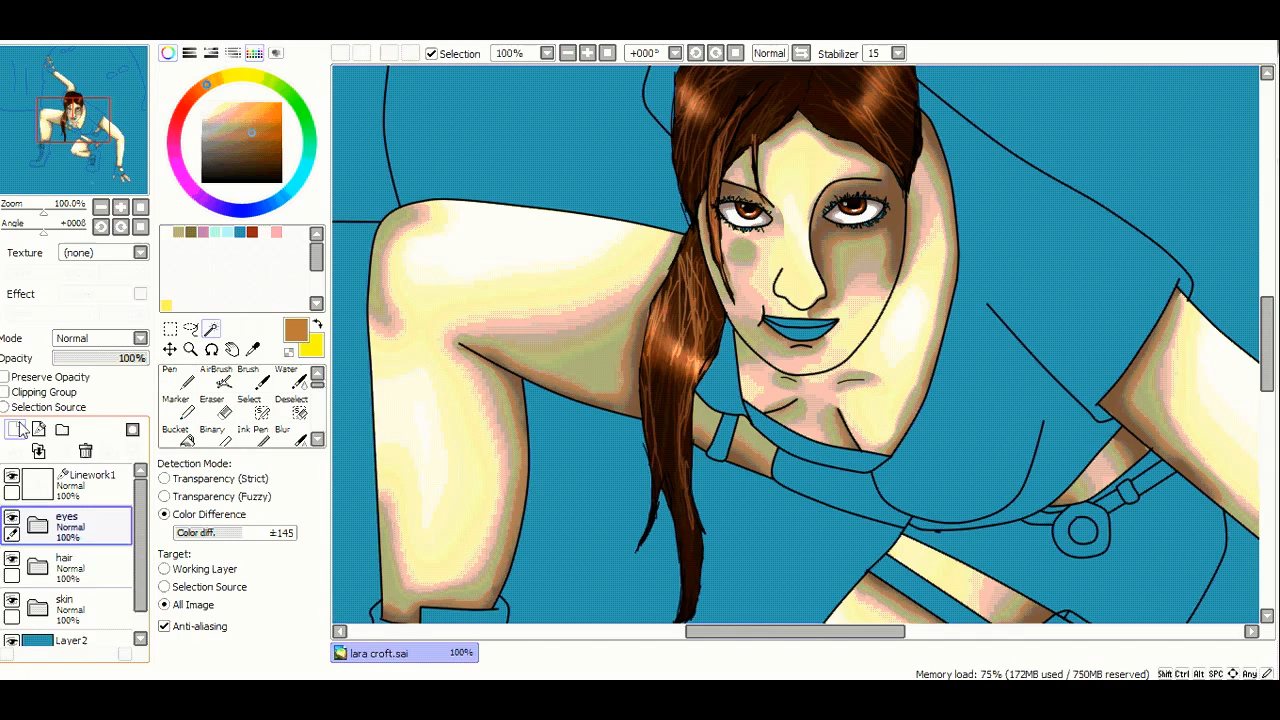 Selection 100% +000° Normal Stabilizer 15
Zoom 100.0%
Angle
Texture (none)
Effect
Mode Normal
Opacity 100%
Preserve Opacity
Clipping Group
Selection Source
Linework1
Normal
100%
eyes
Normal
100%
hair
Normal
100%
skin
Normal
100%
Layer2
Pen AirBrush Brush Water
Marker Eraser Select Deselect
Bucket Binary Ink Pen Blur
Detection Mode:
Transparency (Strict)
Transparency (Fuzzy)
Color Difference
Color diff. ±145
Target:
Working Layer
Selection Source
All Image
Anti-aliasing
lara croft.sai 100%
Memory load: 75% (172MB used / 750MB reserved) Shift Ctrl Alt SPC Any